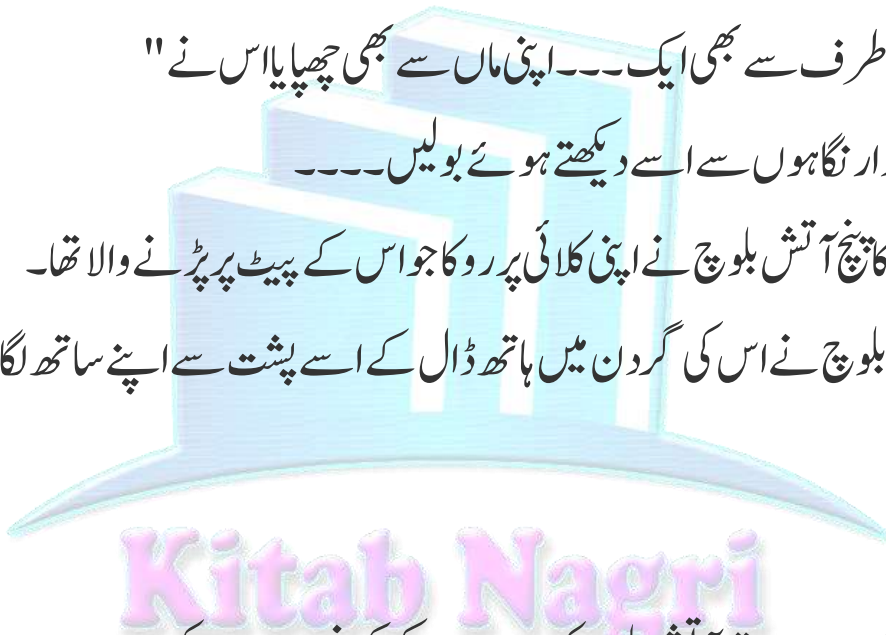 طرف سے بھی ایک۔۔۔اپنی ماں سے بھی چھپایا اس نے "
نگاہوں سے اسے دیکھتے ہوئے بولیں۔۔۔۔
کا پنچ آتش بلوچ نے اپنی کلائی پر روکا جو اس کے پیٹ پر پڑنے والا تھا۔
بلوچ نے اس کی گردن میں ہاتھ ڈال کے اسے پشت سے اپنے ساتھ لگا
Kitab Nagri